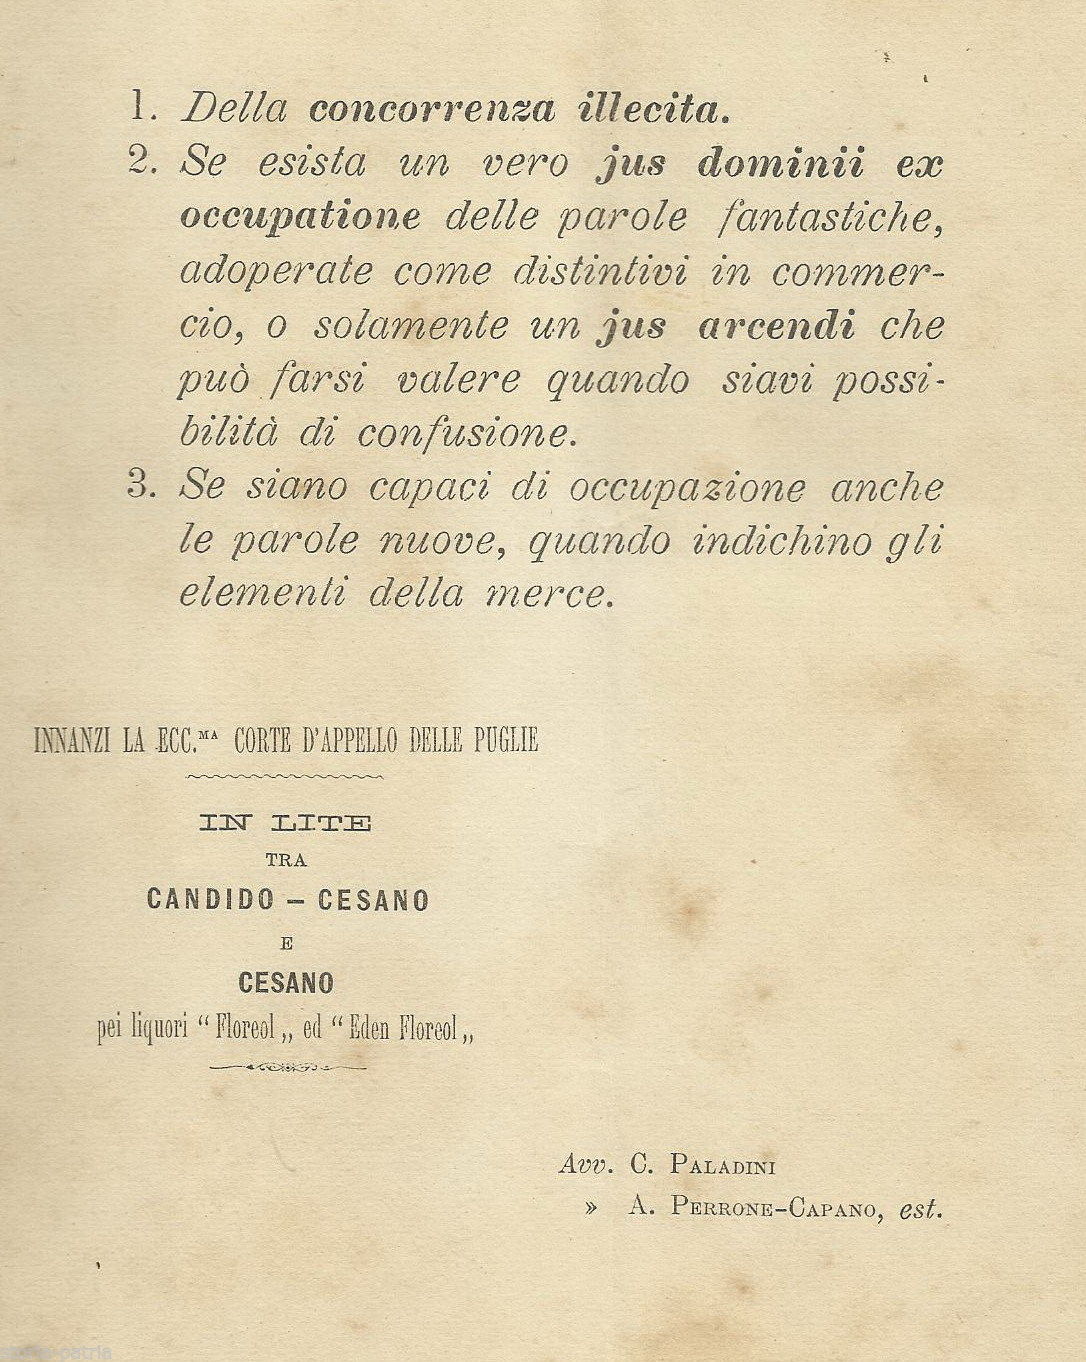 1. Della concorrenza illecita.
2. Se esista un vero jus dominii ex
occupatione delle parole fantastiche,
adoperate come distintivi in commer-
cio, o solamente un jus arcendi che
può farsi valere quando siavi possi-
bilità di confusione.
3. Se siano capaci di occupazione anche
le parole nuove, quando indichino gli
elementi della merce.
INNANZI LA ECC.MA CORTE D'APPELLO DELLE PUGLIE
IN LITE
TRA
CANDIDO – CESANO
E
CESANO
pei liquori “ Floreol „ ed “ Eden Floreol „
Avv. C. PALADINI
» A. PERRONE-CAPANO, est.